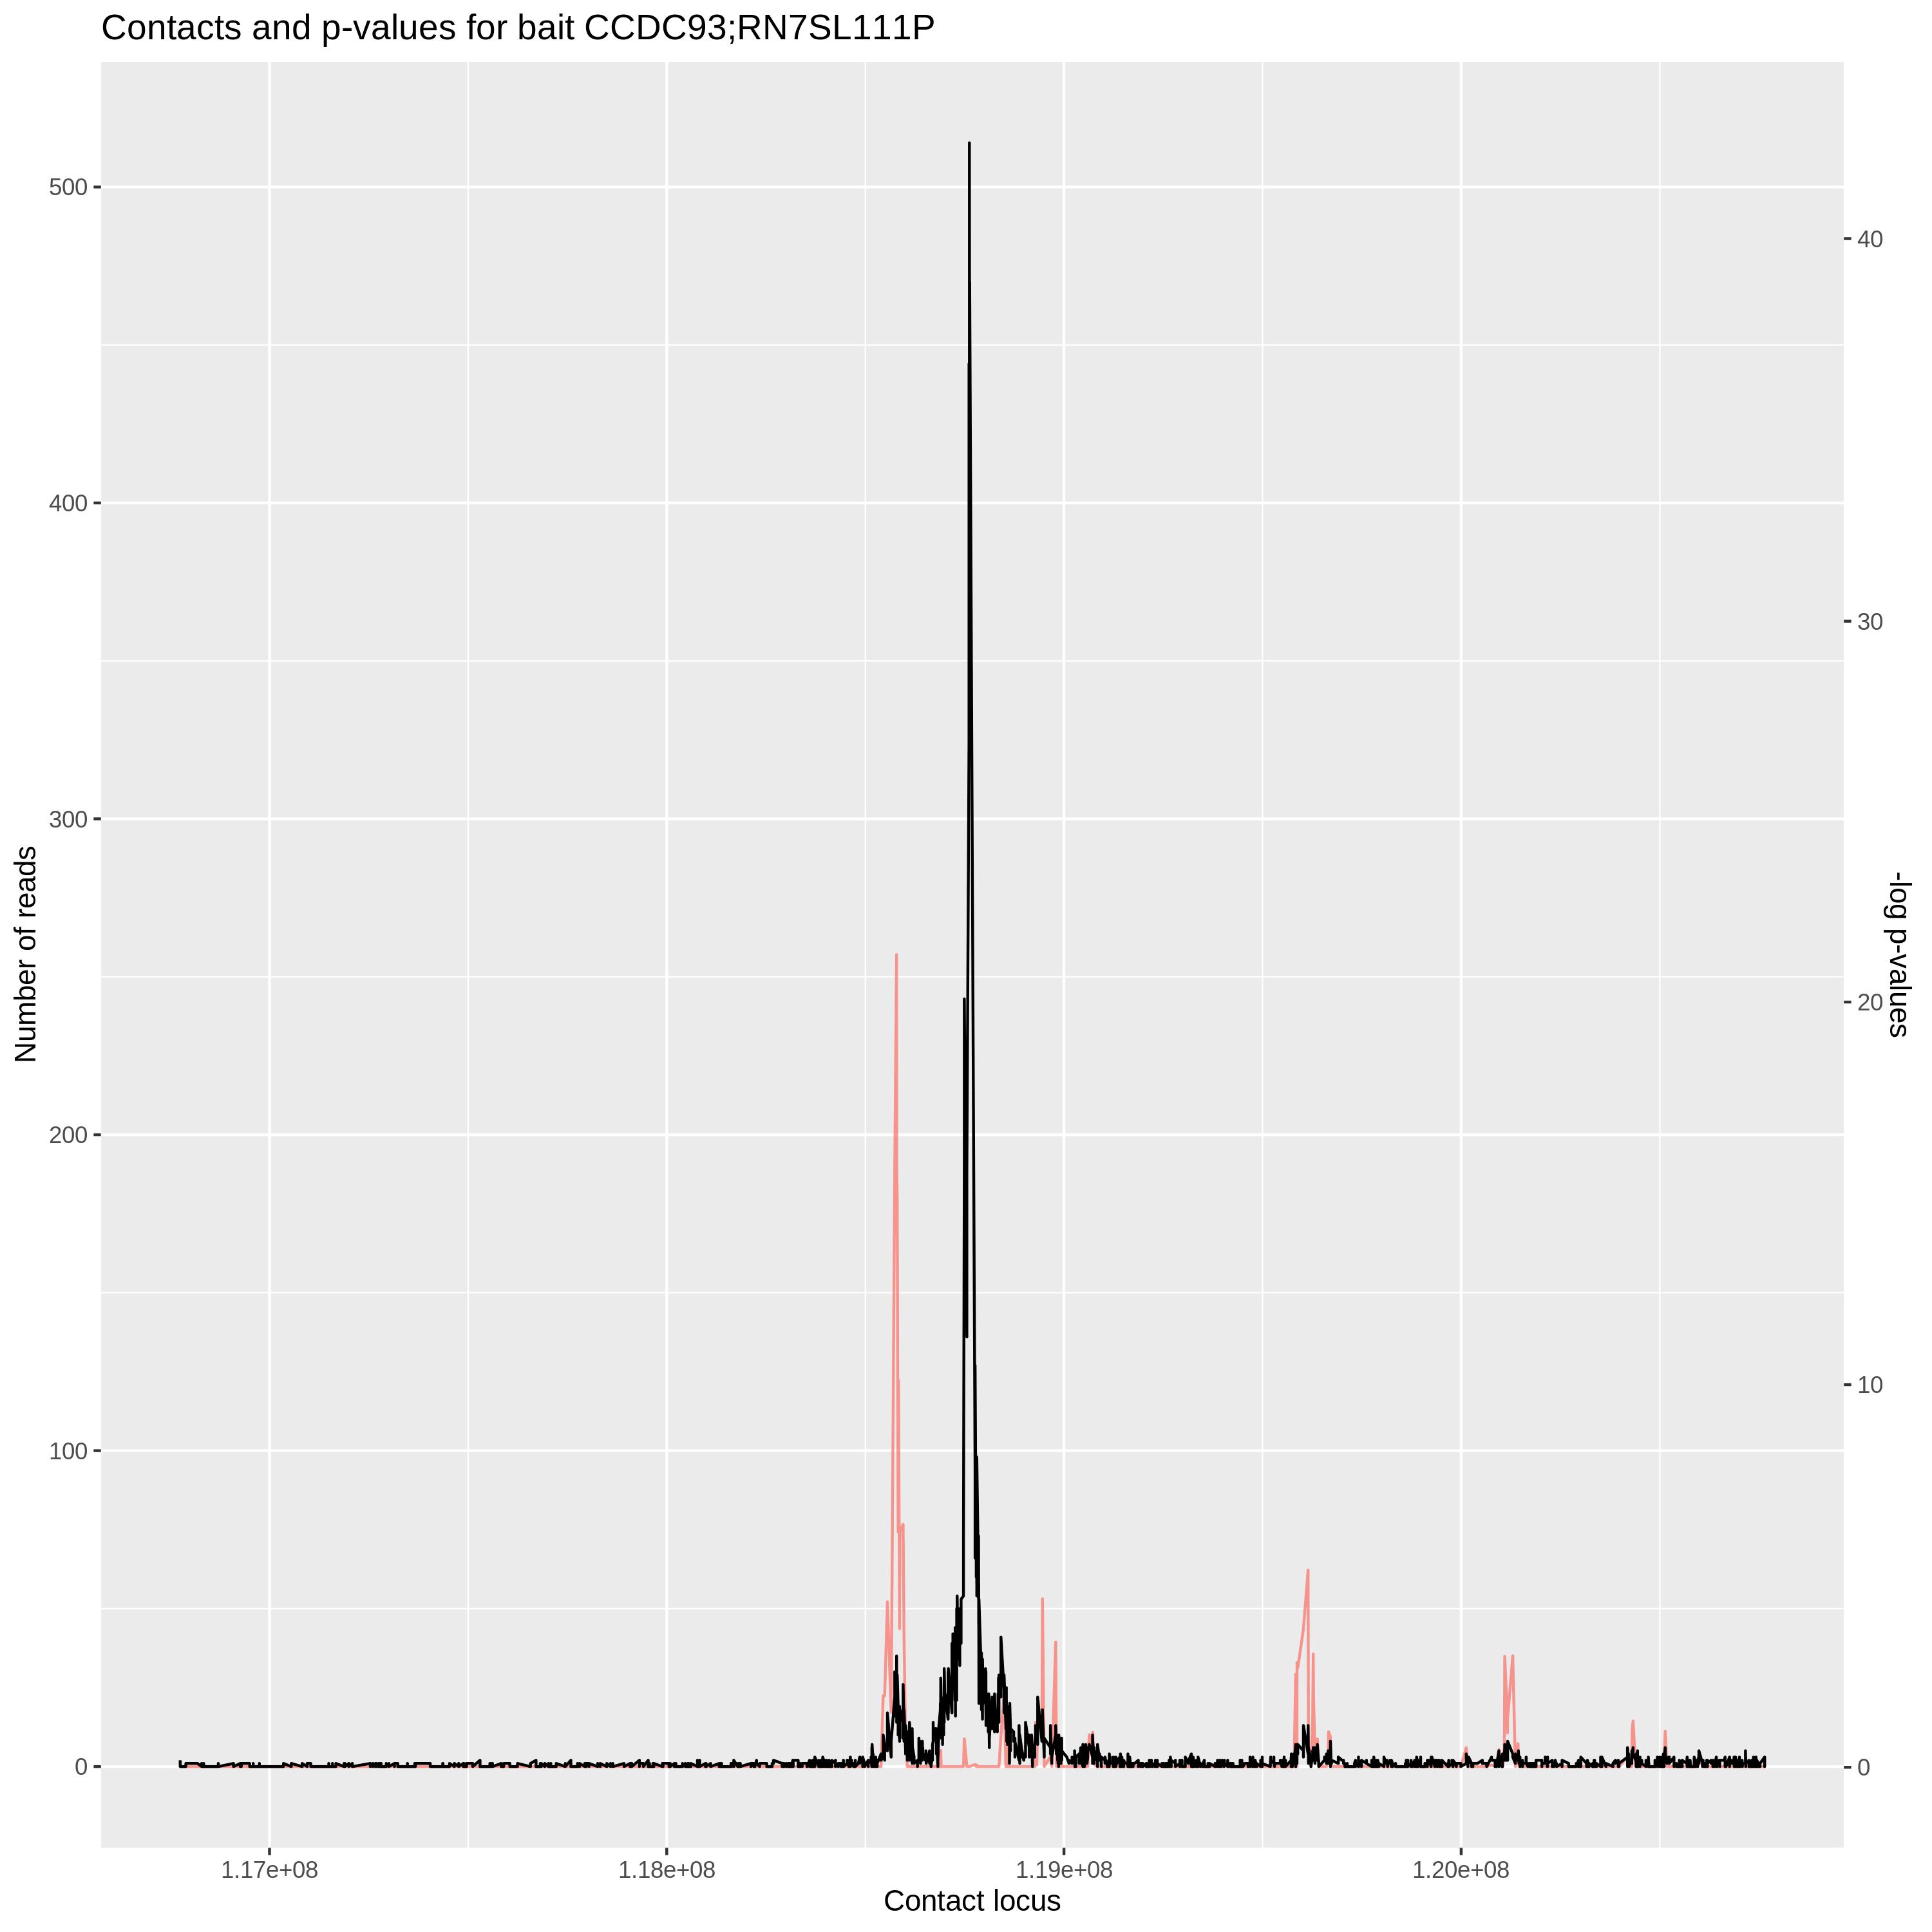 Contacts and p-values for bait CCDC93;RN7SL111P
500
400
300
200
100
0
Number of reads
40
30
20
10
0
-log p-values
1.17e+08
1.18e+08
1.19e+08
1.20e+08
Contact locus